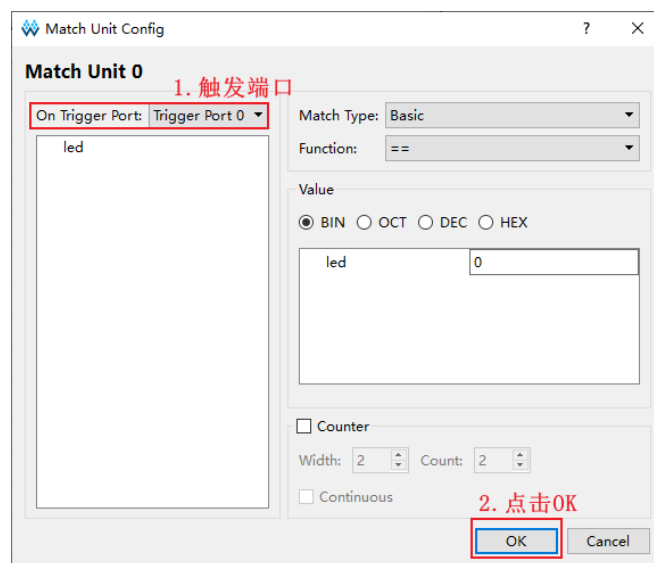 Match Unit Config ?
Match Unit 0
1. 触发端口
On Trigger Port: Trigger Port 0
led
Match Type: Basic
Function: ==
Value
BIN OCT DEC HEX
led 0
Counter
Width: 2 Count: 2
Continuous
2. 点击OK
OK Cancel